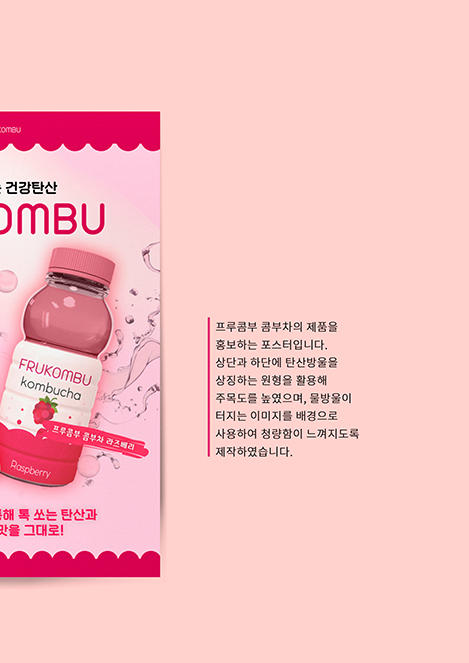 KOMBU
건강탄산
OMBU
FRUKOMBU
kombucha
프루콤부 콤부차 라즈베리
Raspberry
톡 쏘는 탄산과
맛을 그대로!
프루콤부 콤부차의 제품을
홍보하는 포스터입니다.
상단과 하단에 탄산방울을
상징하는 원형을 활용해
주목도를 높였으며, 물방울이
터지는 이미지를 배경으로
사용하여 청량함이 느껴지도록
제작하였습니다.